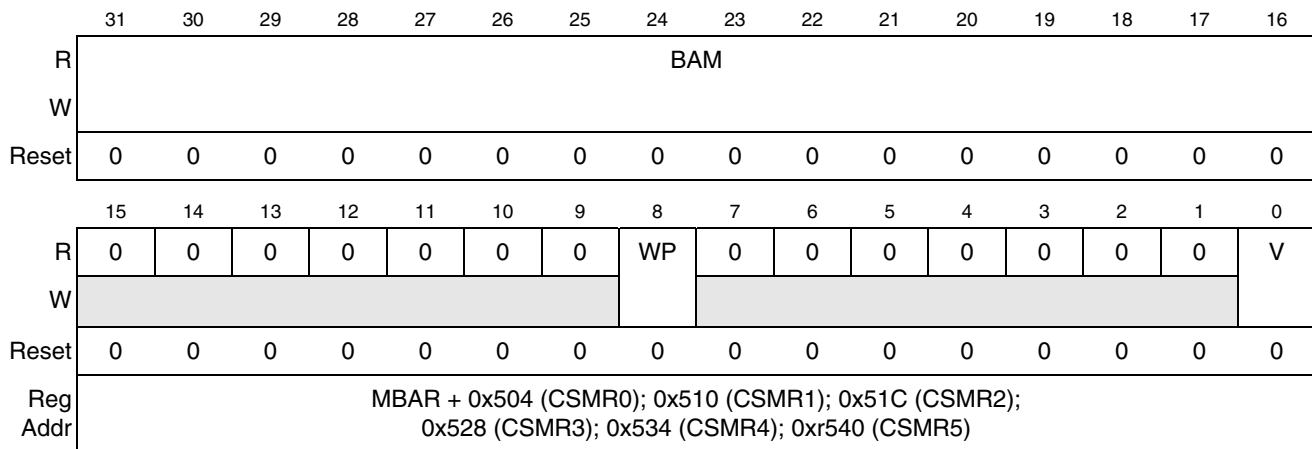 31 30 29 28 27 26 25 24 23 22 21 20 19 18 17 16
R BAM
W
Reset 0 0 0 0 0 0 0 0 0 0 0 0 0 0 0 0
15 14 13 12 11 10 9 8 7 6 5 4 3 2 1 0
R 0 0 0 0 0 0 0 WP 0 0 0 0 0 0 0 V
W
Reset 0 0 0 0 0 0 0 0 0 0 0 0 0 0 0 0
Reg MBAR + 0x504 (CSMR0); 0x510 (CSMR1); 0x51C (CSMR2);
Addr 0x528 (CSMR3); 0x534 (CSMR4); 0xr540 (CSMR5)